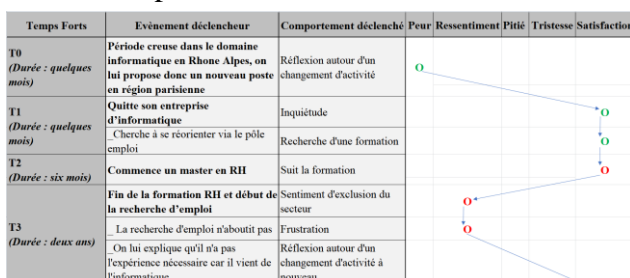 Temps Forts Evènement déclencheur Comportement déclenché Peur Ressentiment Pitié Tristesse Satisfaction
T0
(Durée : quelques
mois)
Période creuse dans le domaine
informatique en Rhone Alpes, on
lui propose donc un nouveau poste
en région parisienne
Réflexion autour d'un
changement d'activité
O
T1
(Durée : quelques
mois)
Quitte son entreprise
d'informatique
Inquiétude
O
_Cherche à se réorienter via le pôle
emploi
Recherche d'une formation
O
T2
(Durée : six mois)
Commence un master en RH
Suit la formation
O
T3
(Durée : deux ans)
Fin de la formation RH et début de
la recherche d'emploi
Sentiment d'exclusion du
secteur
O
_ La recherche d'emploi n'aboutit pas
Frustration
O
_On lui explique qu'il n'a pas
l'expérience nécessaire car il vient de
l'informatique
Réflexion autour d'un
changement d'activité à
nouveau